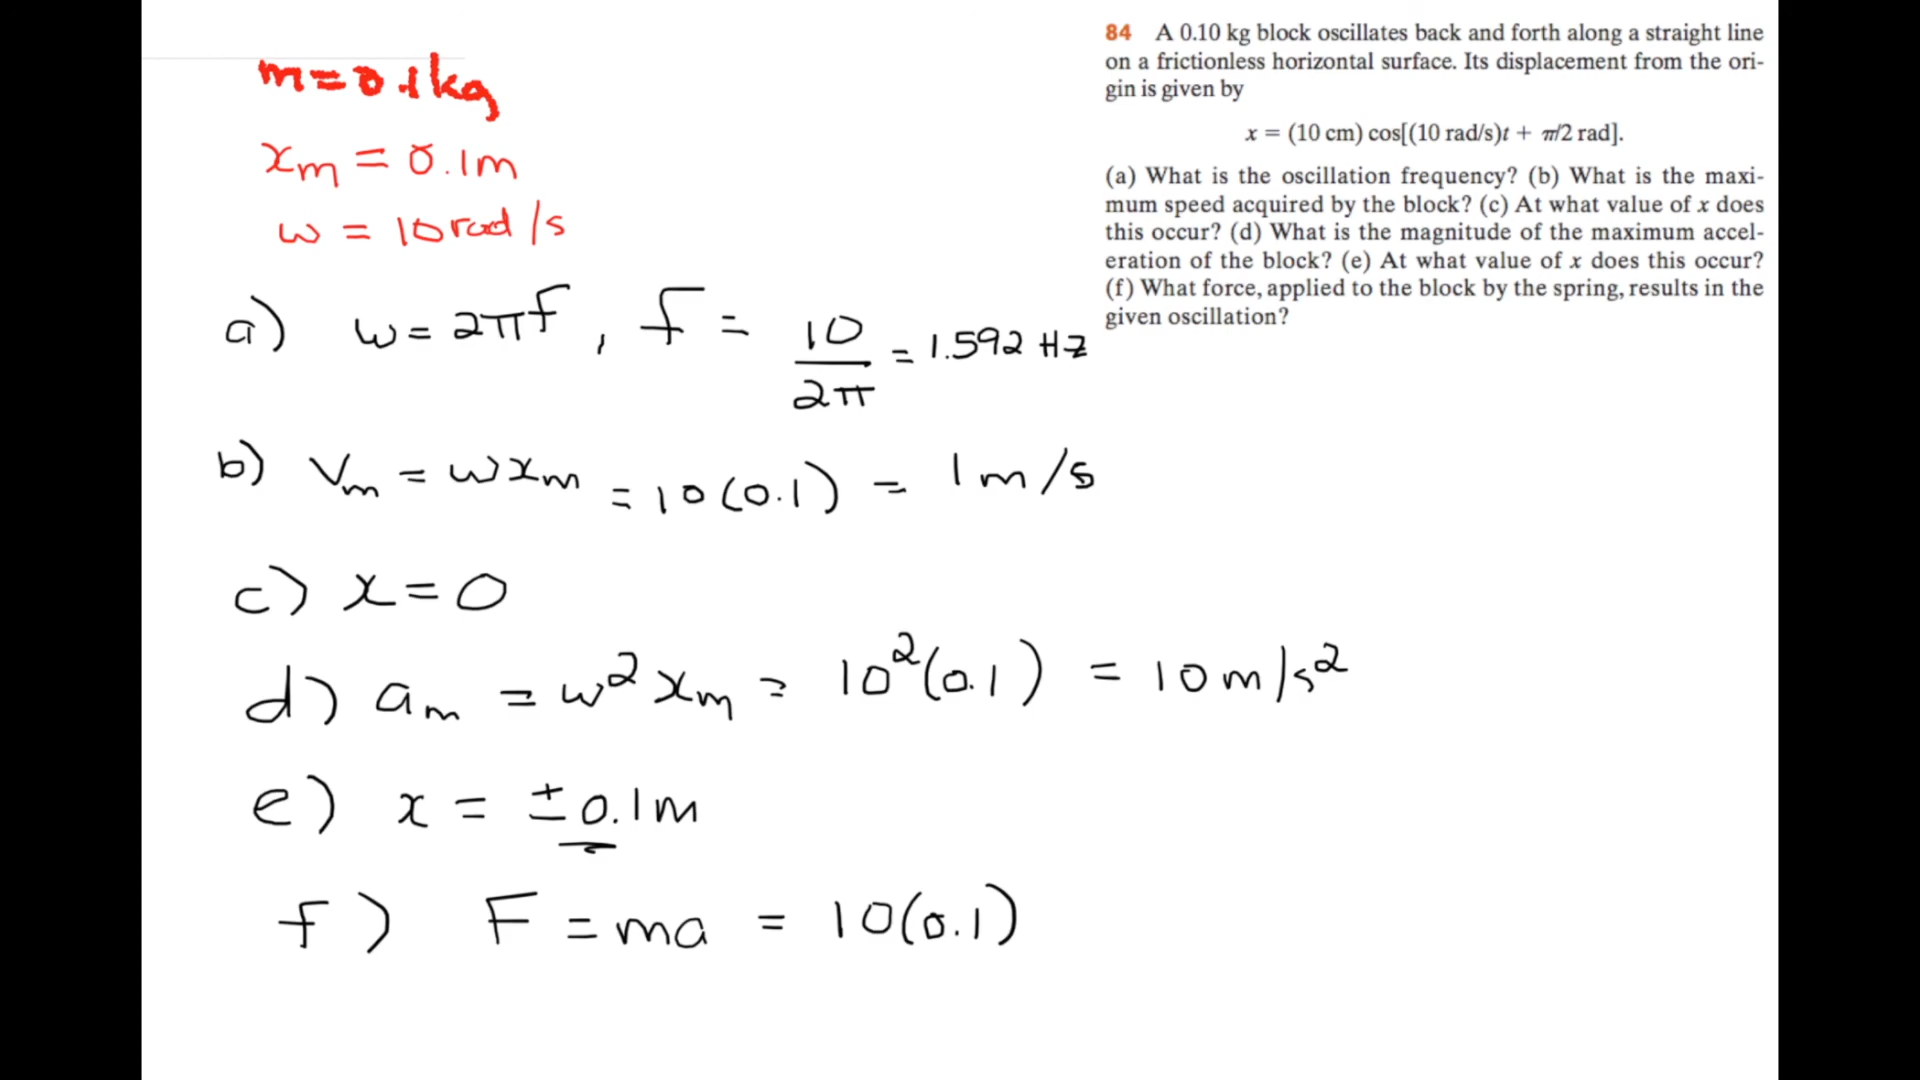 m = 0.1kg
xm = 0.1m
w = 10 rad/s
a) w = 2πf , f = 10/2π = 1.592 Hz
b) Vm = wxm = 10(0.1) = 1m/s
c) x = 0
d) am = w²xm = 10²(0.1) = 10m/s²
e) x = ±0.1m
f) F = ma = 10(0.1)
84 A 0.10 kg block oscillates back and forth along a straight line
on a frictionless horizontal surface. Its displacement from the ori-
gin is given by
x = (10 cm) cos[(10 rad/s)t + π/2 rad].
(a) What is the oscillation frequency? (b) What is the maxi-
mum speed acquired by the block? (c) At what value of x does
this occur? (d) What is the magnitude of the maximum accel-
eration of the block? (e) At what value of x does this occur?
(f) What force, applied to the block by the spring, results in the
given oscillation?